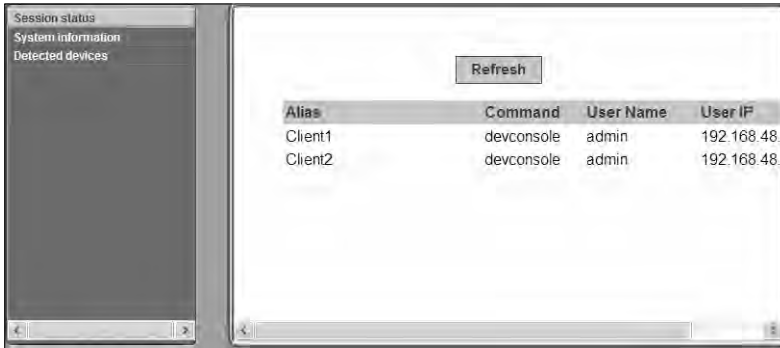 Session status
System information
Detected devices
Refresh
Alias Command User Name User IP
Client1 devconsole admin 192.168.48.
Client2 devconsole admin 192.168.48.